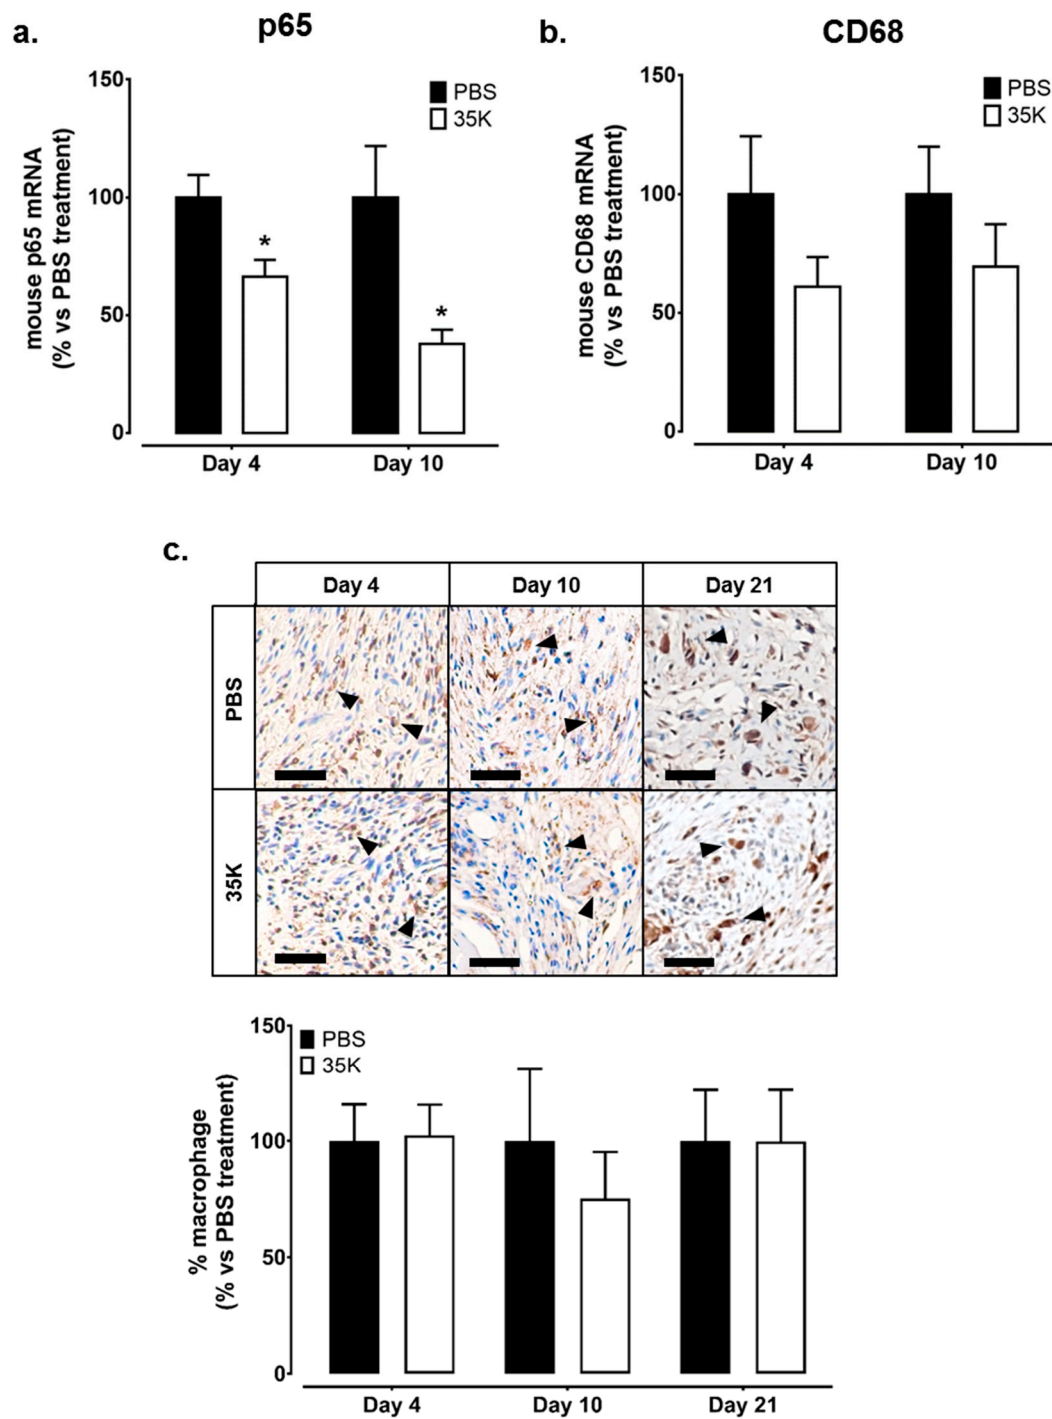 a.
p65
150
100
50
0
mouse p65 mRNA
(% vs PBS treatment)
PBS
35K
*
*
Day 4
Day 10
b.
CD68
150
100
50
0
mouse CD68 mRNA
(% vs PBS treatment)
PBS
35K
Day 4
Day 10
c.
Day 4
Day 10
Day 21
PBS
35K
150
100
50
0
% macrophage
(% vs PBS treatment)
PBS
35K
Day 4
Day 10
Day 21